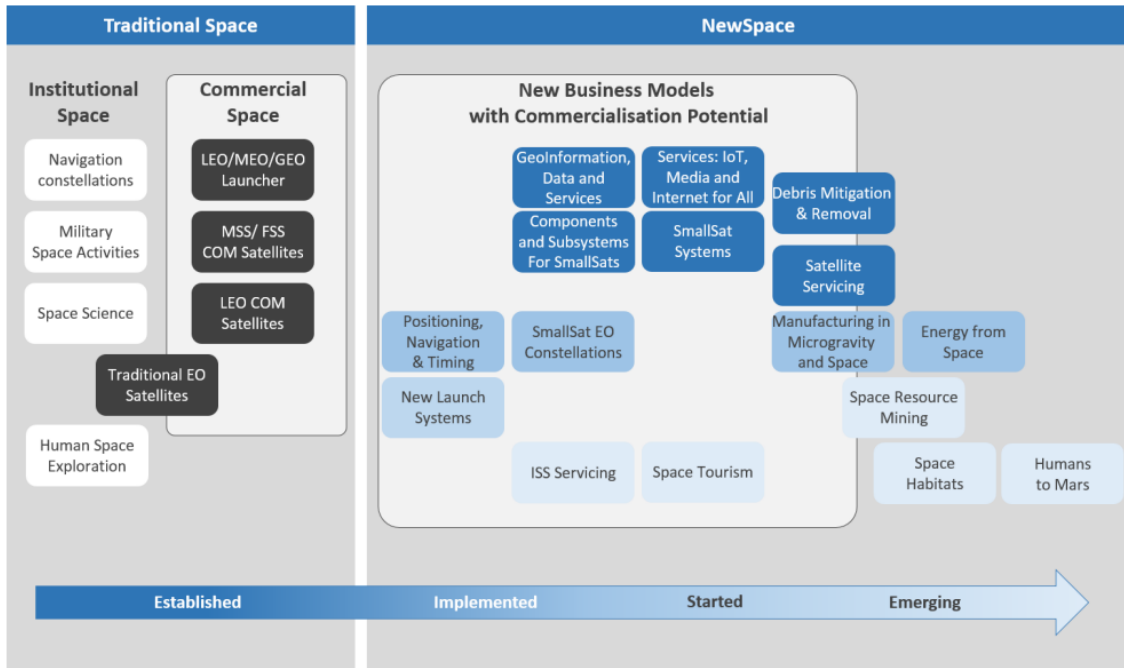 Traditional Space
NewSpace
Institutional
Space
Commercial
Space
Navigation
constellations
LEO/MEO/GEO
Launcher
Military
Space Activities
MSS/ FSS
COM Satellites
Space Science
LEO COM
Satellites
Traditional EO
Satellites
Human Space
Exploration
New Business Models
with Commercialisation Potential
GeoInformation,
Data and
Services
Services: IoT,
Media and
Internet for All
Debris Mitigation
& Removal
Components
and Subsystems
For SmallSats
SmallSat
Systems
Satellite
Servicing
Positioning,
Navigation
& Timing
SmallSat EO
Constellations
Manufacturing in
Microgravity
and Space
Energy from
Space
New Launch
Systems
Space Resource
Mining
ISS Servicing
Space Tourism
Space
Habitats
Humans
to Mars
Established
Implemented
Started
Emerging